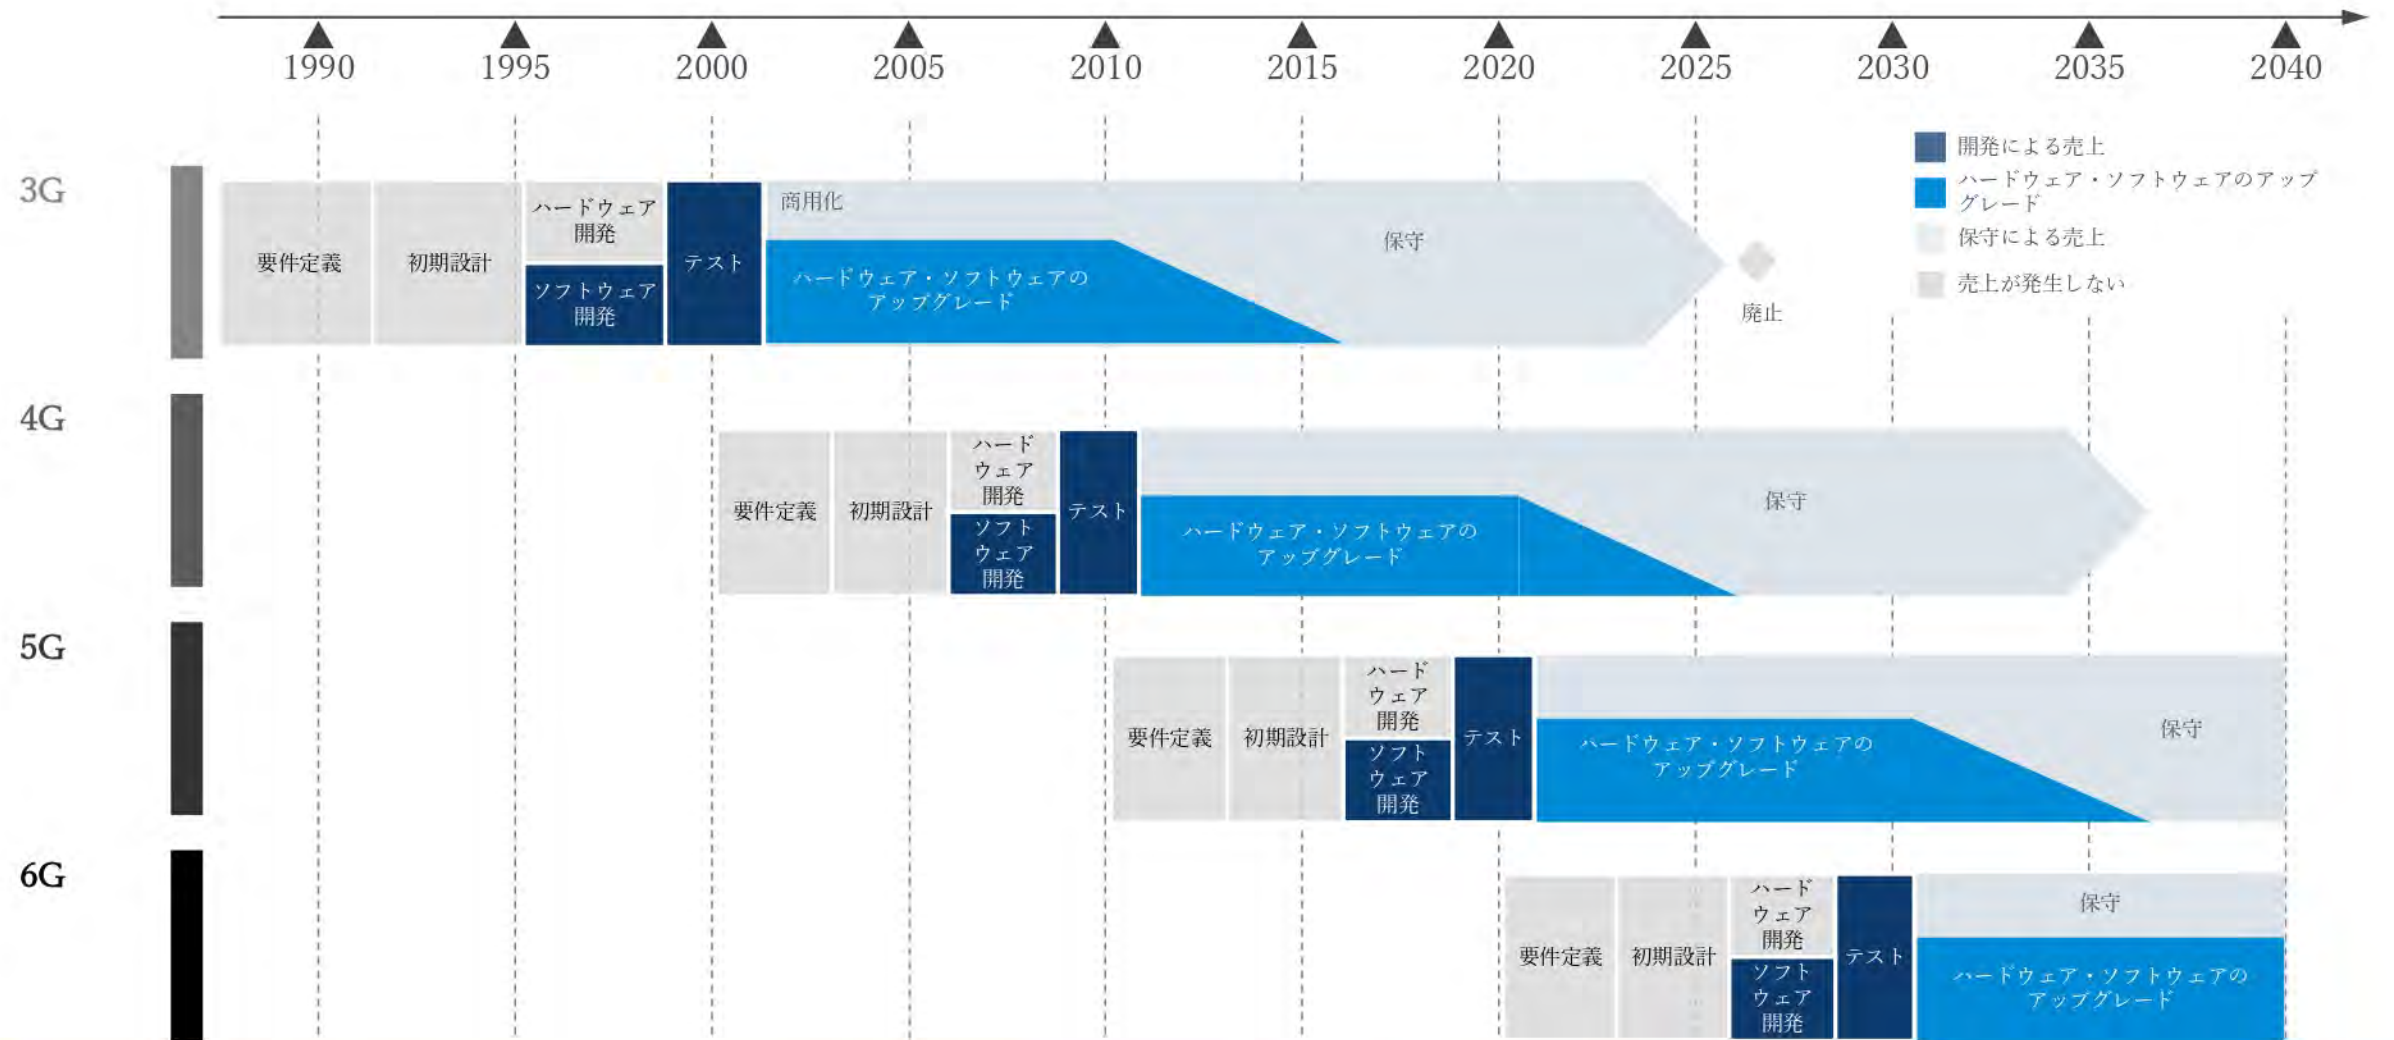 1990
1995
2000
2005
2010
2015
2020
2025
2030
2035
2040
開発による売上
ハードウェア・ソフトウェアのアップ
グレード
保守による売上
売上が発生しない
3G
要件定義
初期設計
ハードウェア
開発
ソフトウェア
開発
テスト
商用化
ハードウェア・ソフトウェアの
アップグレード
保守
廃止
4G
要件定義
初期設計
ハード
ウェア
開発
ソフト
ウェア
開発
テスト
ハードウェア・ソフトウェアの
アップグレード
保守
5G
要件定義
初期設計
ハード
ウェア
開発
ソフト
ウェア
開発
テスト
ハードウェア・ソフトウェアの
アップグレード
保守
6G
要件定義
初期設計
ハード
ウェア
開発
ソフト
ウェア
開発
テスト
保守
ハードウェア・ソフトウェアの
アップグレード